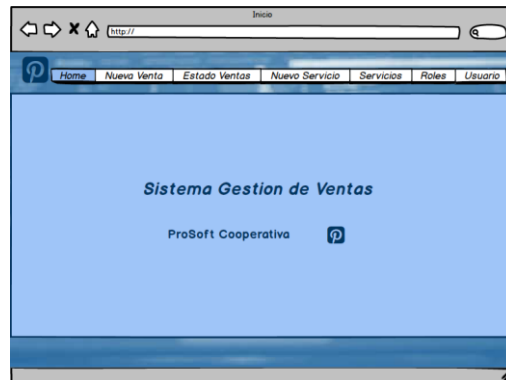 Inicio
http://
Home Nueva Venta Estado Ventas Nuevo Servicio Servicios Roles Usuario
Sistema Gestion de Ventas
ProSoft Cooperativa